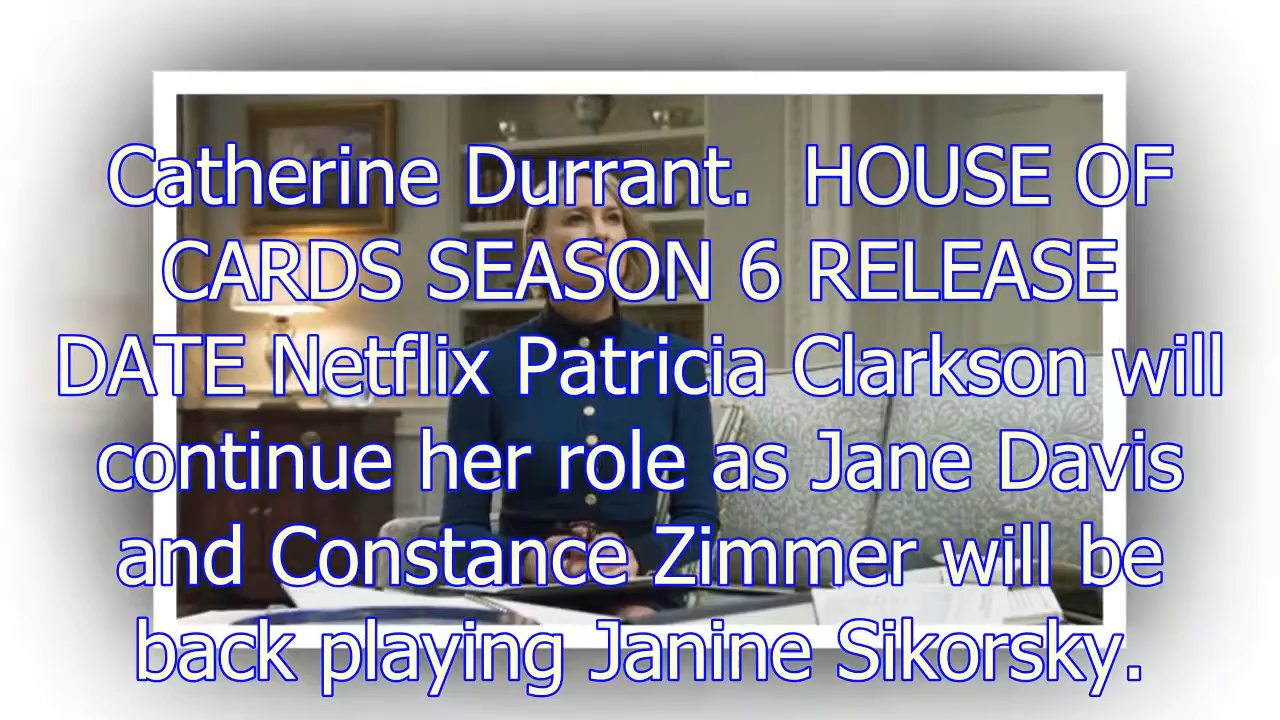 Catherine Durrant.  HOUSE OF
CARDS SEASON 6 RELEASE
DATE Netflix Patricia Clarkson will
continue her role as Jane Davis
and Constance Zimmer will be
back playing Janine Sikorsky.